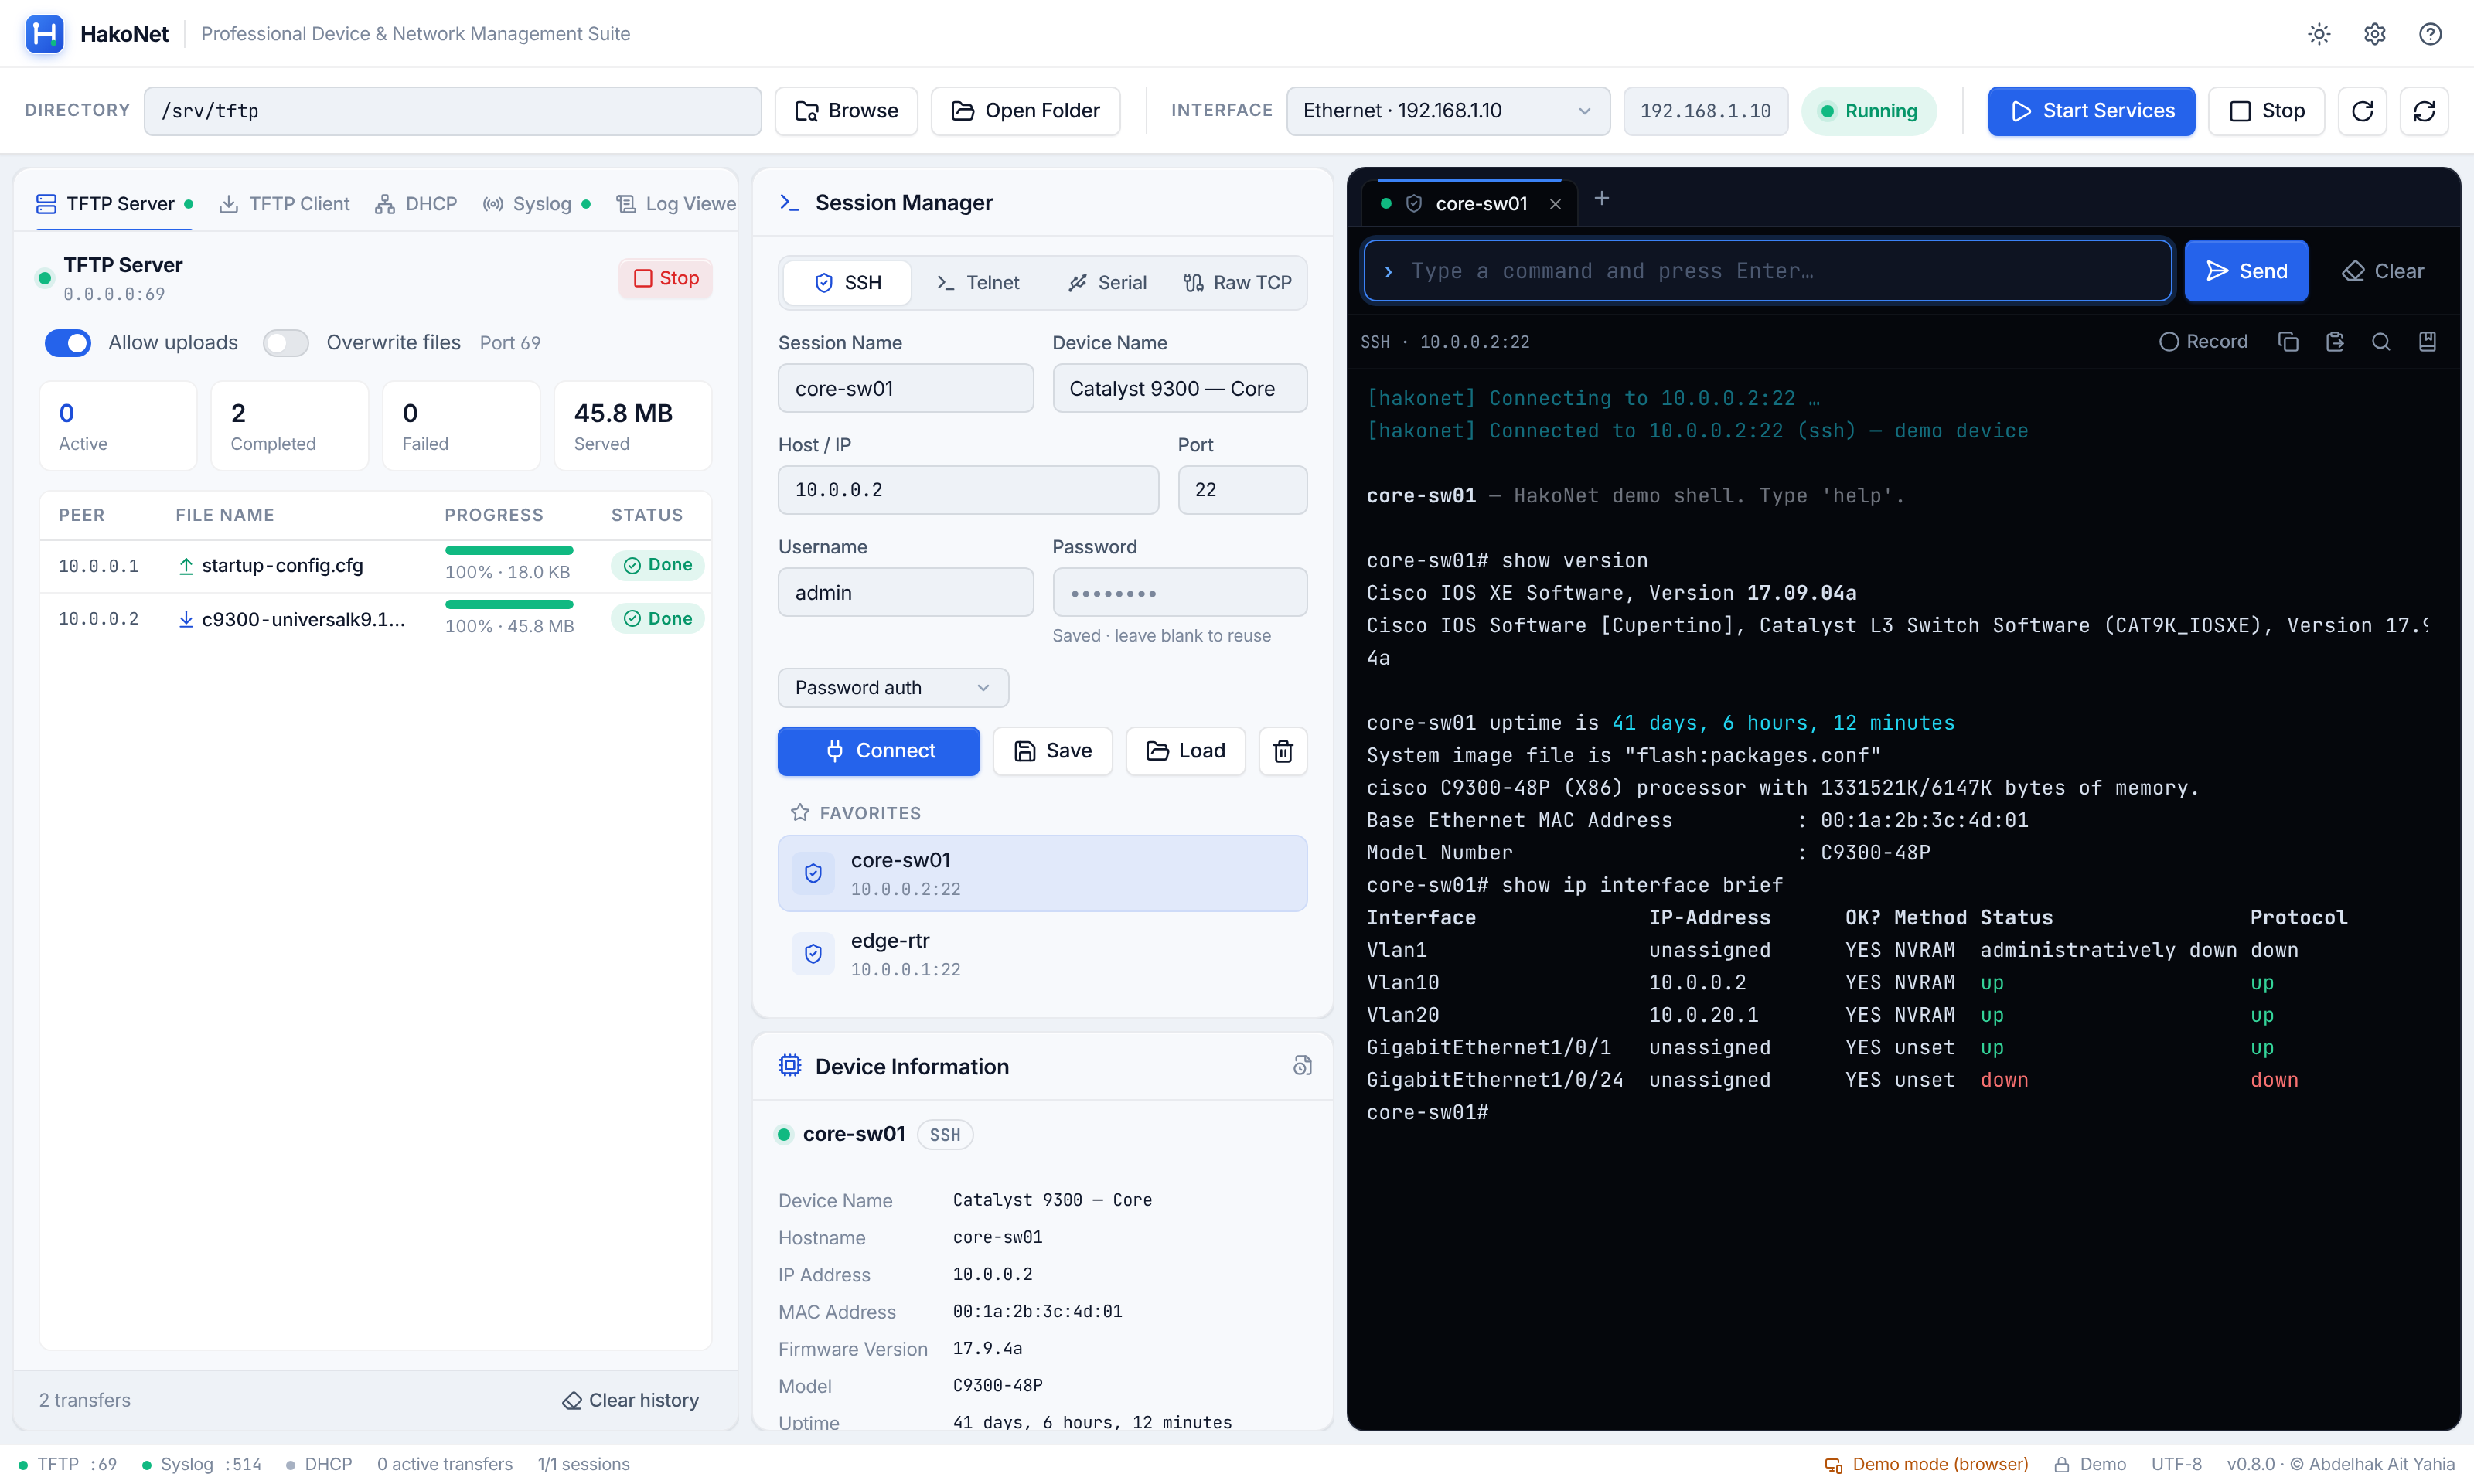 HakoNet
Professional Device & Network Management Suite
DIRECTORY /srv/tftp Browse Open Folder INTERFACE Ethernet · 192.168.1.10 192.168.1.10 Running Start Services Stop
TFTP Server TFTP Client DHCP Syslog Log Viewe
TFTP Server
0.0.0.0:69
Stop
Allow uploads Overwrite files Port 69
0 2 0 45.8 MB
Active Completed Failed Served
PEER FILE NAME PROGRESS STATUS
10.0.0.1 startup-config.cfg 100% · 18.0 KB Done
10.0.0.2 c9300-universalk9.1... 100% · 45.8 MB Done
2 transfers Clear history
Session Manager
SSH Telnet Serial Raw TCP
Session Name Device Name
core-sw01 Catalyst 9300 — Core
Host / IP Port
10.0.0.2 22
Username Password
admin ••••••••
Saved · leave blank to reuse
Password auth
Connect Save Load
FAVORITES
core-sw01
10.0.0.2:22
edge-rtr
10.0.0.1:22
Device Information
core-sw01 SSH
Device Name Catalyst 9300 — Core
Hostname core-sw01
IP Address 10.0.0.2
MAC Address 00:1a:2b:3c:4d:01
Firmware Version 17.9.4a
Model C9300-48P
Uptime 41 days, 6 hours, 12 minutes
core-sw01
› Type a command and press Enter… Send Clear
SSH · 10.0.0.2:22 Record
[hakonet] Connecting to 10.0.0.2:22 …
[hakonet] Connected to 10.0.0.2:22 (ssh) — demo device
core-sw01 — HakoNet demo shell. Type 'help'.
core-sw01# show version
Cisco IOS XE Software, Version 17.09.04a
Cisco IOS Software [Cupertino], Catalyst L3 Switch Software (CAT9K_IOSXE), Version 17.9
4a
core-sw01 uptime is 41 days, 6 hours, 12 minutes
System image file is "flash:packages.conf"
cisco C9300-48P (X86) processor with 1331521K/6147K bytes of memory.
Base Ethernet MAC Address : 00:1a:2b:3c:4d:01
Model Number : C9300-48P
core-sw01# show ip interface brief
Interface IP-Address OK? Method Status Protocol
Vlan1 unassigned YES NVRAM administratively down down
Vlan10 10.0.0.2 YES NVRAM up up
Vlan20 10.0.20.1 YES NVRAM up up
GigabitEthernet1/0/1 unassigned YES unset up up
GigabitEthernet1/0/24 unassigned YES unset down down
core-sw01#
TFTP :69 Syslog :514 DHCP 0 active transfers 1/1 sessions Demo mode (browser) Demo UTF-8 v0.8.0 · © Abdelhak Ait Yahia